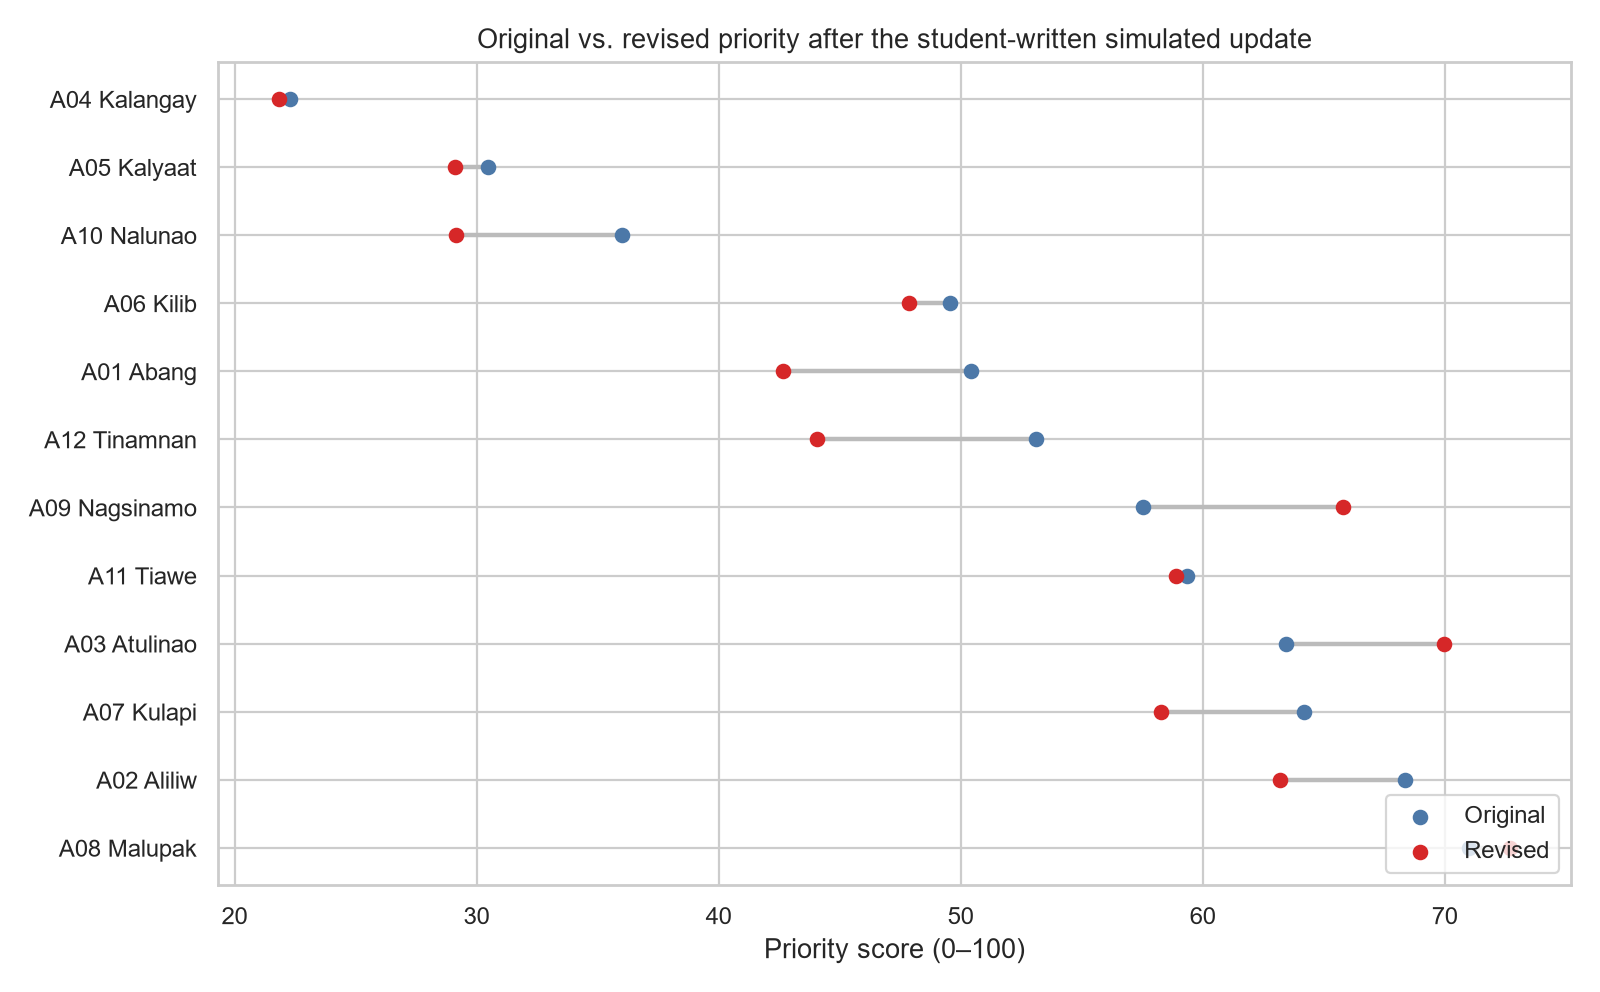 Original vs. revised priority after the student-written simulated update
A04 Kalangay
A05 Kalyaat
A10 Nalunao
A06 Kilib
A01 Abang
A12 Tinamnan
A09 Nagsinamo
A11 Tiawe
A03 Atulinao
A07 Kulapi
A02 Aliliw
A08 Malupak
Original
Revised
20 30 40 50 60 70
Priority score (0–100)